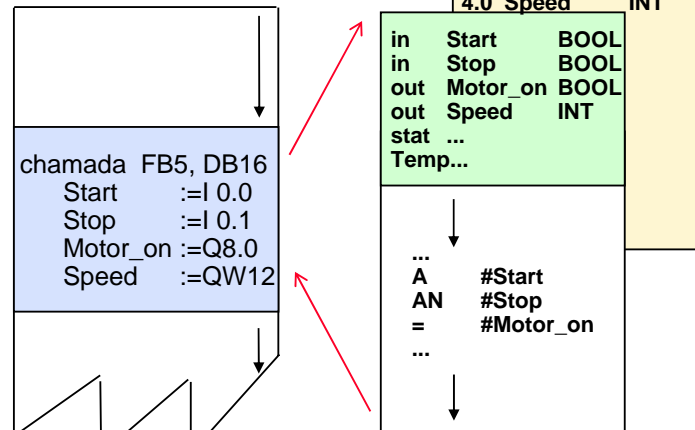 4.0 Speed INT
in Start BOOL
in Stop BOOL
out Motor_on BOOL
out Speed INT
stat ...
Temp...
chamada FB5, DB16
Start :=I 0.0
Stop :=I 0.1
Motor_on :=Q8.0
Speed :=QW12
...
A #Start
AN #Stop
= #Motor_on
...